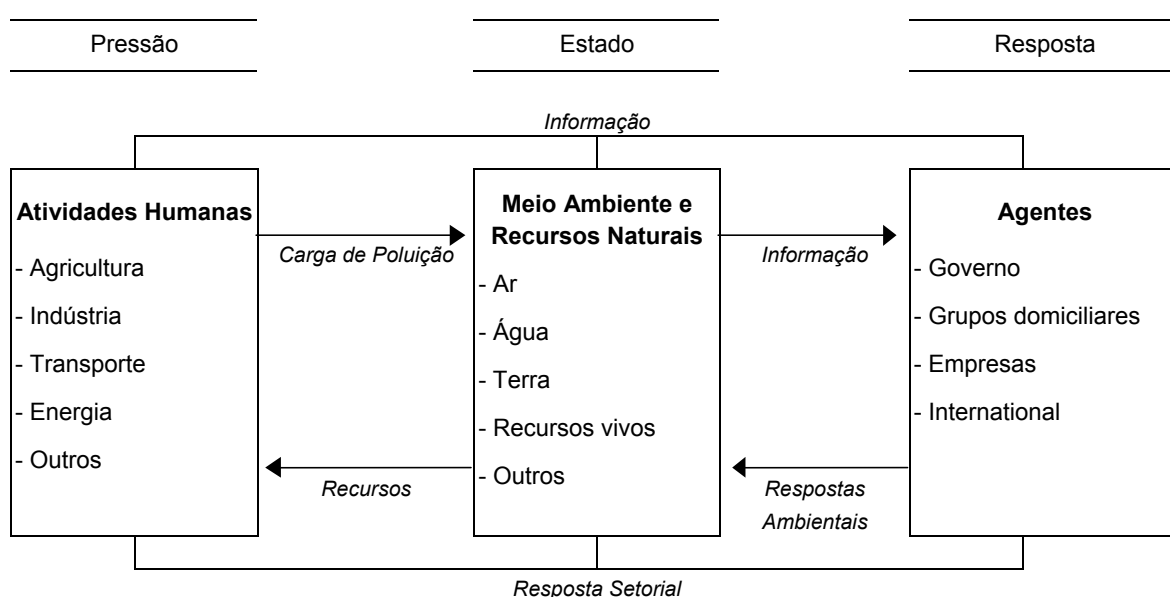 Pressão
Estado
Resposta
Informação
Atividades Humanas
- Agricultura
- Indústria
- Transporte
- Energia
- Outros
Carga de Poluição
Recursos
Meio Ambiente e
Recursos Naturais
- Ar
- Água
- Terra
- Recursos vivos
- Outros
Informação
Respostas
Ambientais
Agentes
- Governo
- Grupos domiciliares
- Empresas
- International
Resposta Setorial